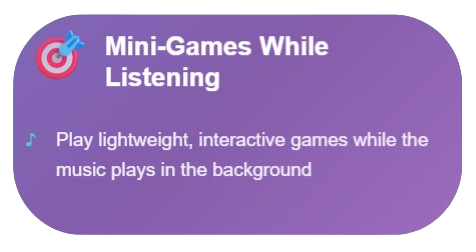 Mini-Games While
Listening
♪ Play lightweight, interactive games while the
music plays in the background